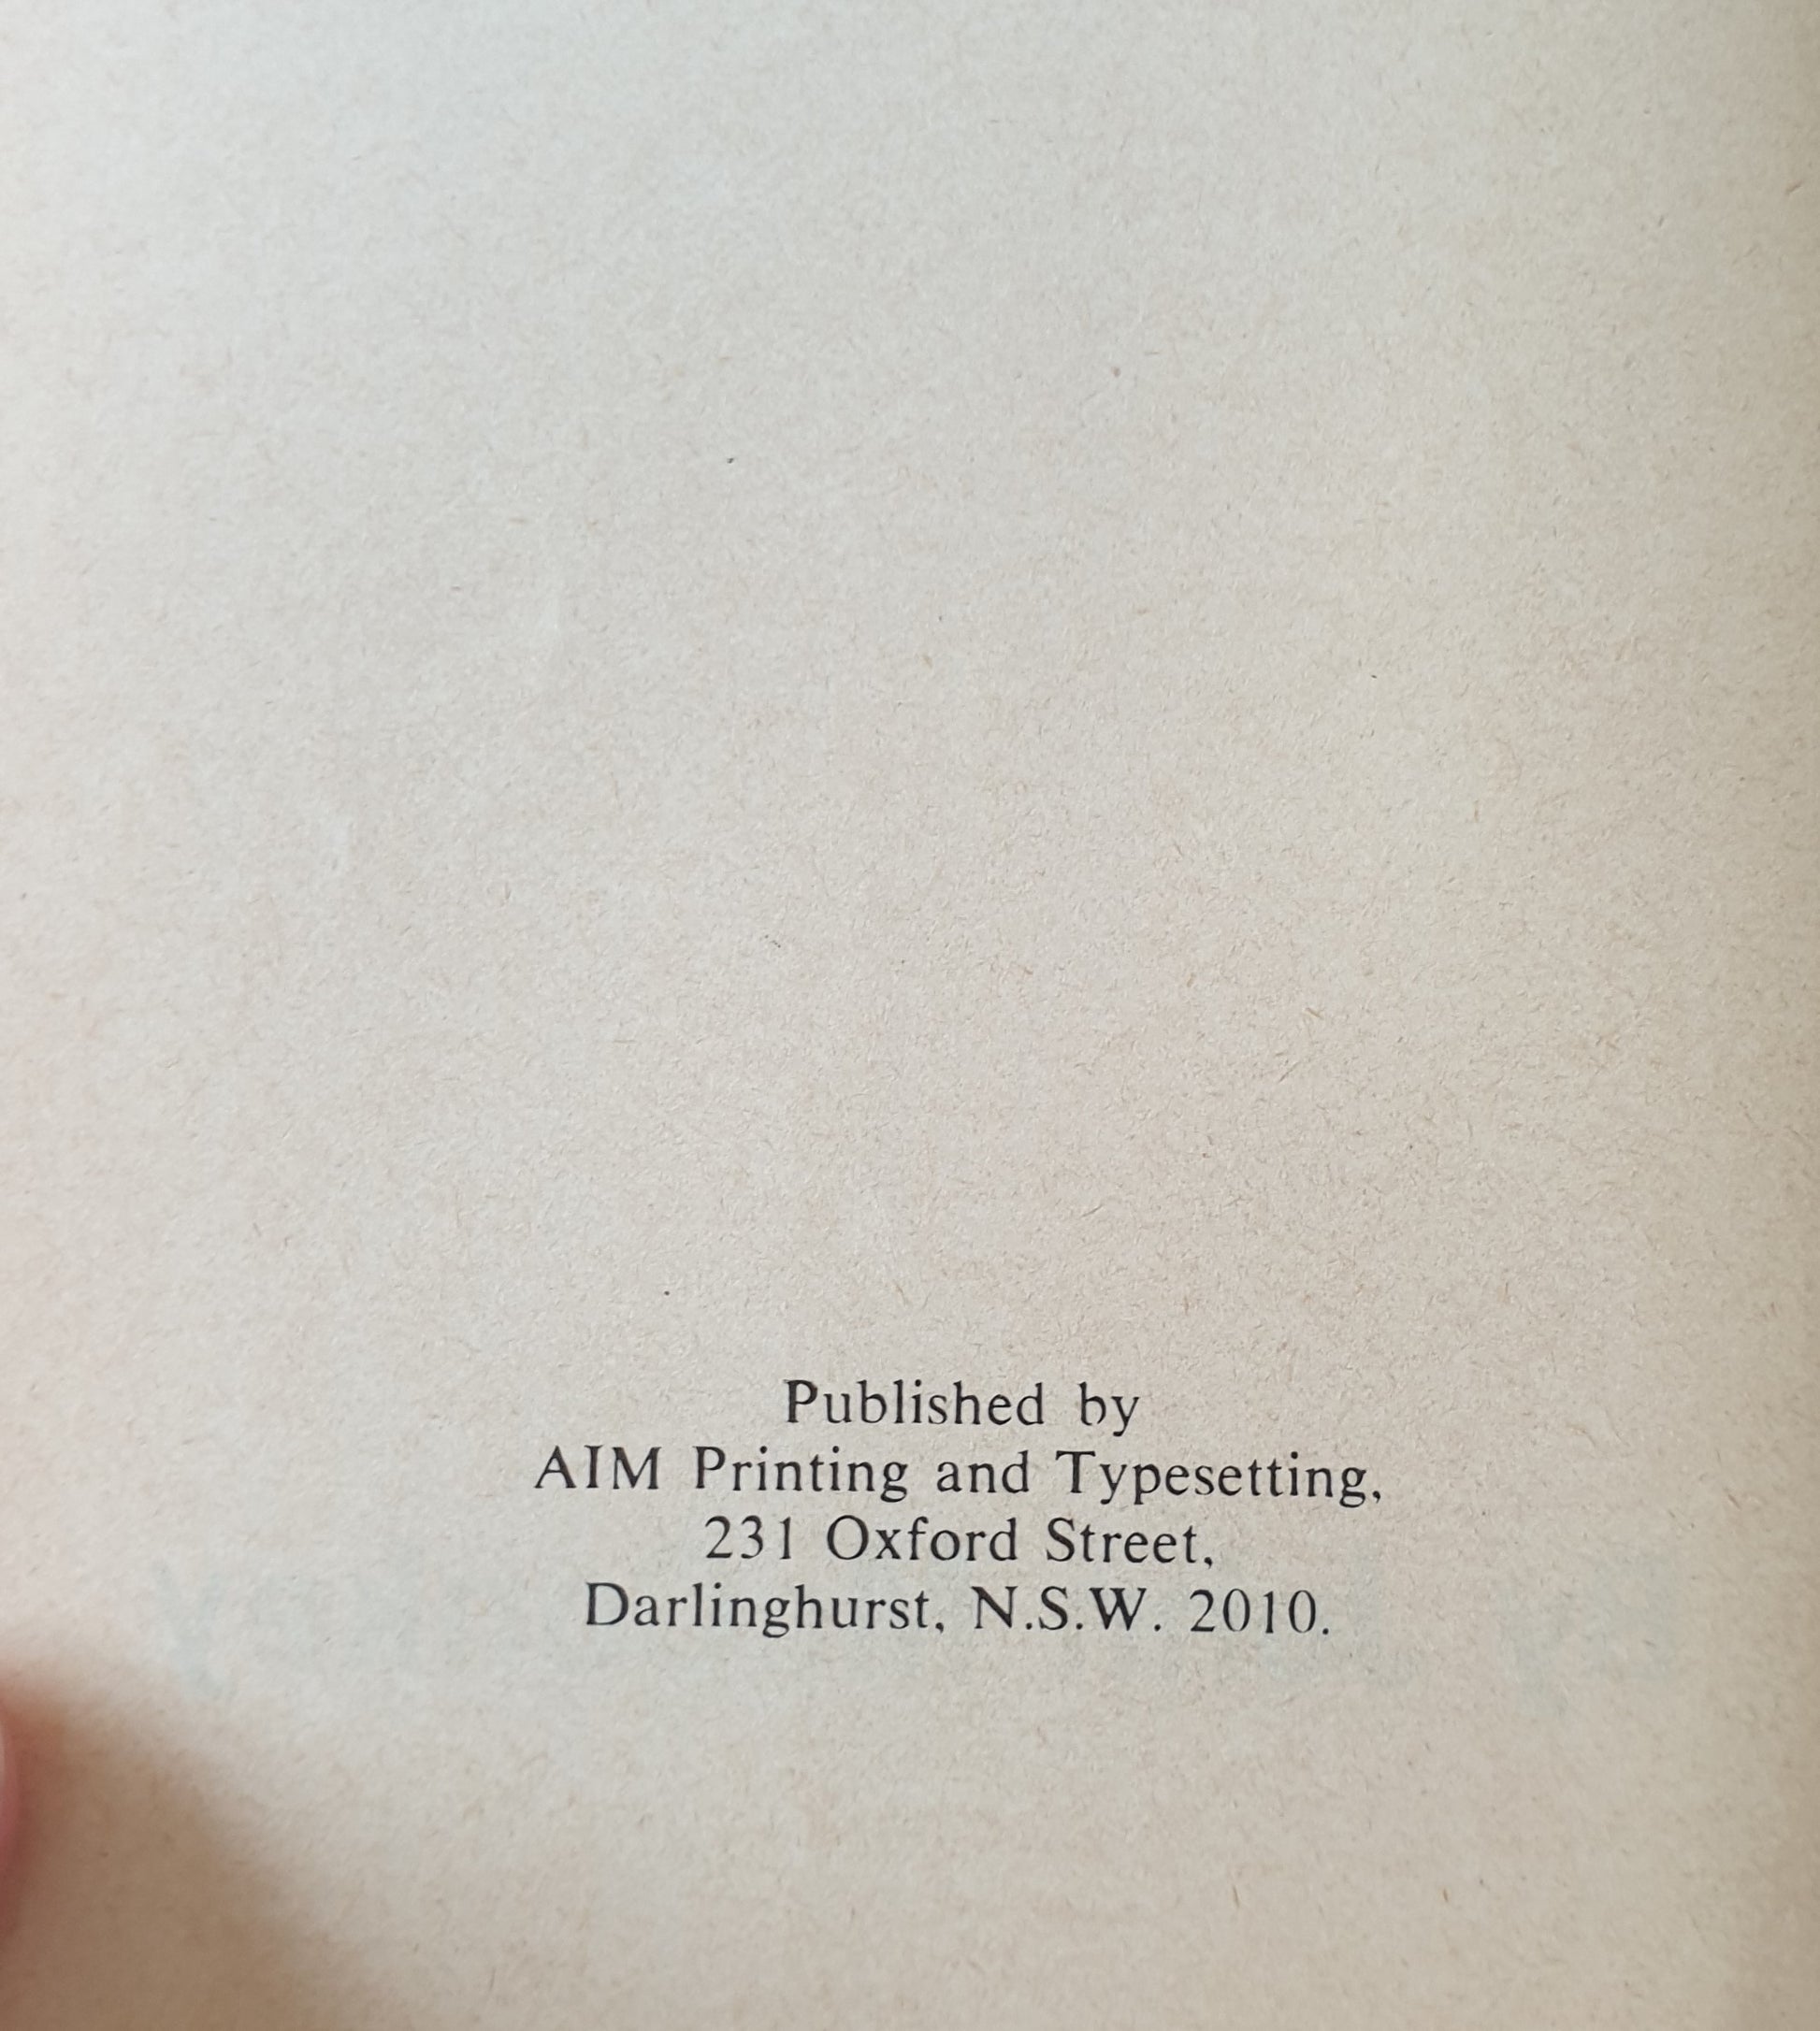 Published by
AIM Printing and Typesetting,
231 Oxford Street,
Darlinghurst, N.S.W. 2010.